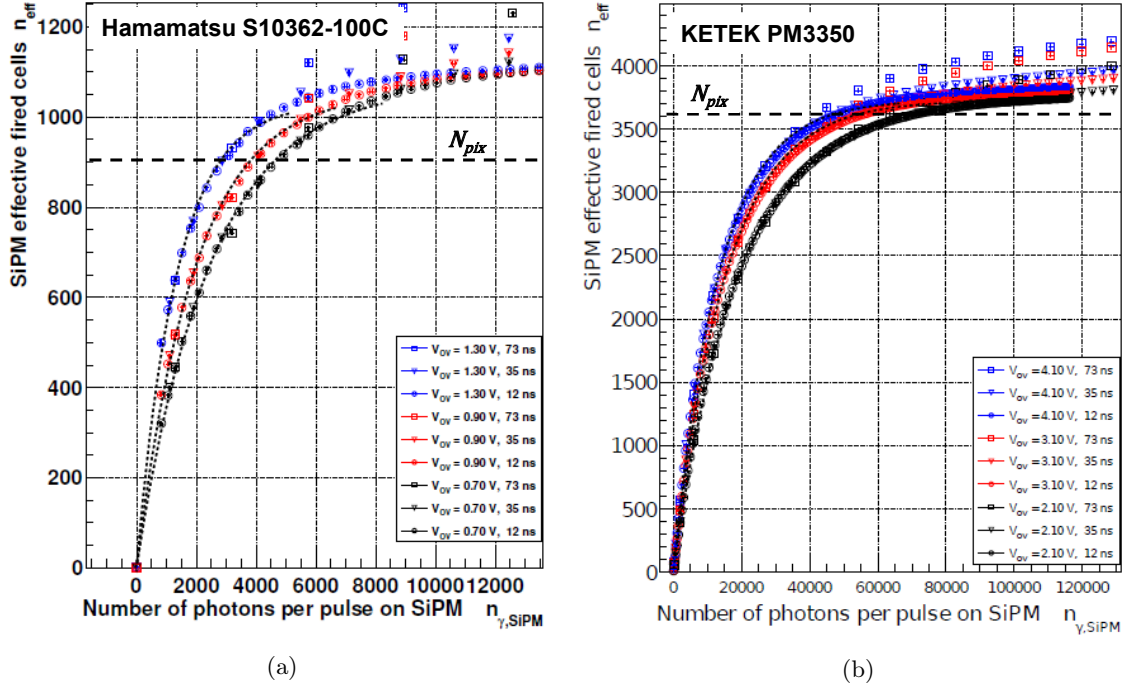 Hamamatsu S10362-100C
SiPM effective fired cells n_eff
1200
1000
800
600
400
200
0
N_pix
V_OV = 1.30 V, 73 ns
V_OV = 1.30 V, 35 ns
V_OV = 1.30 V, 12 ns
V_OV = 0.90 V, 73 ns
V_OV = 0.90 V, 35 ns
V_OV = 0.90 V, 12 ns
V_OV = 0.70 V, 73 ns
V_OV = 0.70 V, 35 ns
V_OV = 0.70 V, 12 ns
0 2000 4000 6000 8000 10000 12000
Number of photons per pulse on SiPM n_γ,SiPM
(a)
KETEK PM3350
SiPM effective fired cells n_eff
4000
3500
3000
2500
2000
1500
1000
500
0
N_pix
V_ov = 4.10 V, 73 ns
V_ov = 4.10 V, 35 ns
V_ov = 4.10 V, 12 ns
V_ov = 3.10 V, 73 ns
V_ov = 3.10 V, 35 ns
V_ov = 3.10 V, 12 ns
V_ov = 2.10 V, 73 ns
V_ov = 2.10 V, 35 ns
V_ov = 2.10 V, 12 ns
0 20000 40000 60000 80000 100000 120000
Number of photons per pulse on SiPM n_γ,SiPM
(b)